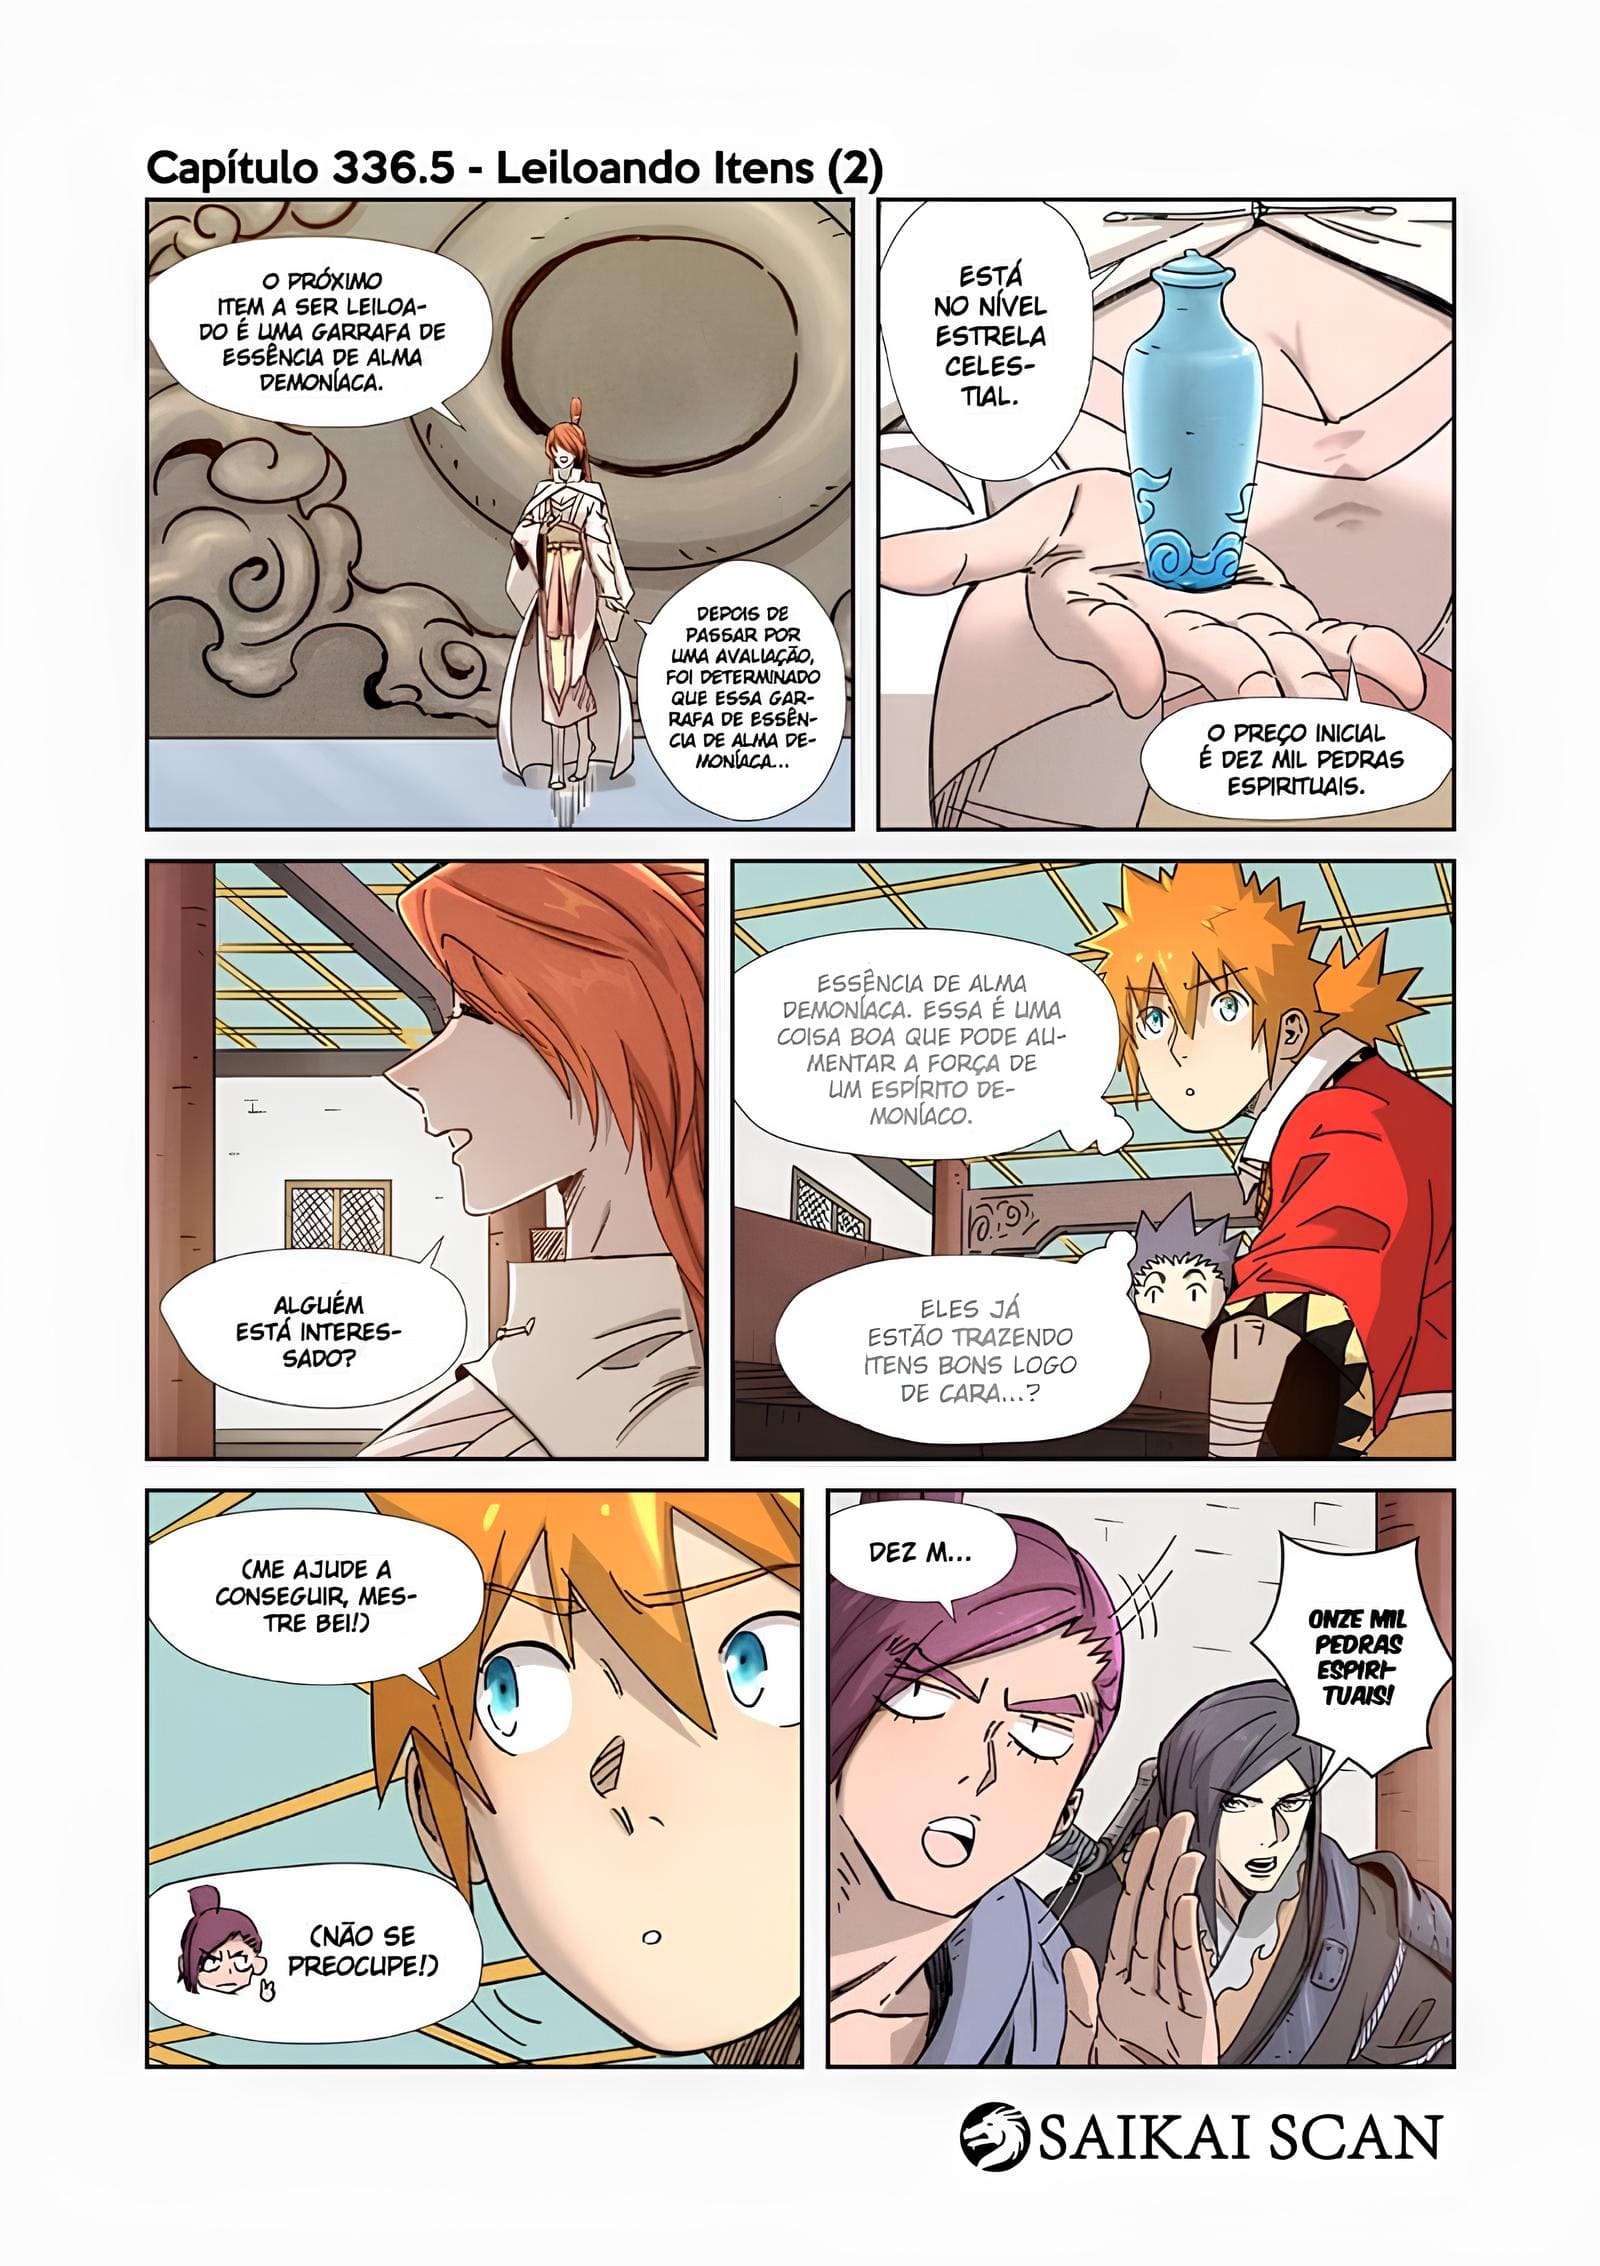 Capítulo 336.5 - Leiloando Itens (2)
O PRÓXIMO
ITEM A SER LEILOA-
DO É UMA GARRAFA DE
ESSÊNCIA DE ALMA
DEMONÍACA.
DEPOIS DE
PASSAR POR
UMA AVALIAÇÃO,
FOI DETERMINADO
QUE ESSA GAR-
RAFA DE ESSÊN-
CIA DE ALMA DE-
MONÍACA...
ESTÁ
NO NÍVEL
ESTRELA
CELES-
TIAL.
O PREÇO INICIAL
É DEZ MIL PEDRAS
ESPIRITUAIS.
ALGUÉM
ESTÁ INTERES-
SADO?
ESSÊNCIA DE ALMA
DEMONÍACA. ESSA É UMA
COISA BOA QUE PODE AU-
MENTAR A FORÇA DE
UM ESPÍRITO DE-
MONÍACO.
ELES JÁ
ESTÃO TRAZENDO
ITENS BONS LOGO
DE CARA...?
(ME AJUDE A
CONSEGUIR, MES-
TRE BEI!)
(NÃO SE
PREOCUPE!)
DEZ M...
ONZE MIL
PEDRAS
ESPIRI-
TUAIS!
SAIKAI SCAN